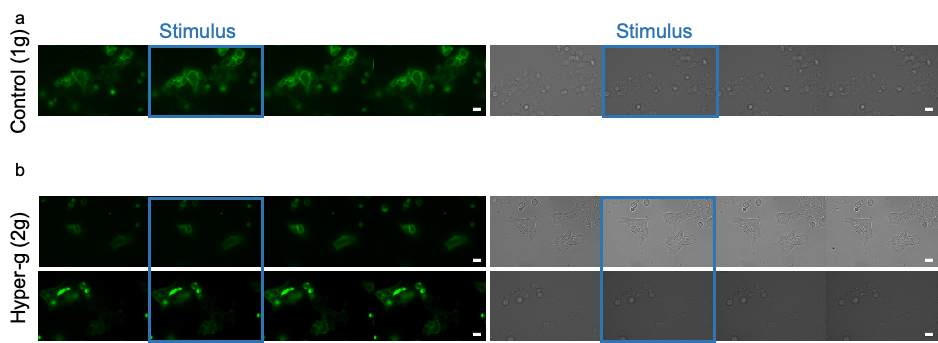 a
Stimulus Stimulus
Control (1g)
b
Hyper-g (2g)